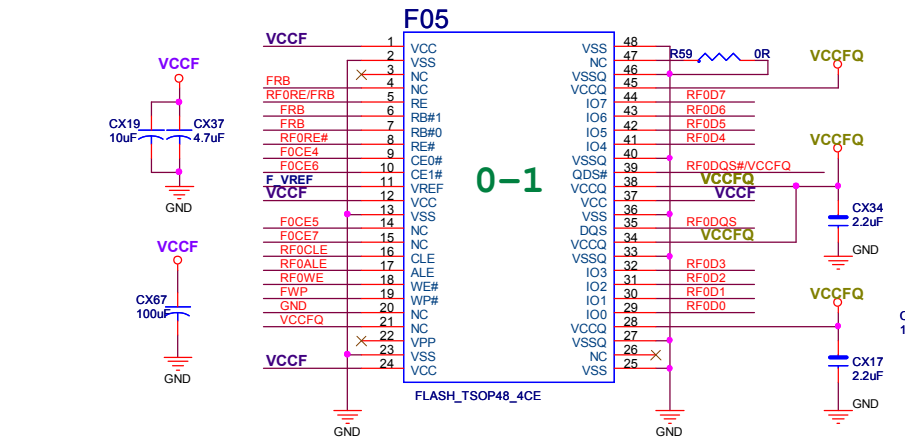 F05
VCCF
CX19
10uF
CX37
4.7uF
GND
VCCF
CX67
100uF
GND
VCCF 1 VCC
2 VSS
3 NC
FRB 4 NC
RF0RE/FRB 5 RE
FRB 6 RB#1
FRB 7 RB#0
RF0RE# 8 RE#
F0CE4 9 CE0#
F0CE6 10 CE1#
F_VREF 11 VREF
VCCF 12 VCC
13 VSS
F0CE5 14 NC
F0CE7 15 NC
RF0CLE 16 CLE
RF0ALE 17 ALE
RF0WE 18 WE#
FWP 19 WP#
GND 20 NC
VCCFQ 21 NC
22 VPP
23 VSS
VCCF 24 VCC
GND
0-1
VSS 48
NC 47 R59 0R
VSSQ 46
VCCQ 45
IO7 44 RF0D7
IO6 43 RF0D6
IO5 42 RF0D5
IO4 41 RF0D4
VSSQ 40
QDS# 39 RF0DQS#/VCCFQ
VCCQ 38 VCCFQ
VCC 37 VCCF
VSS 36
DQS 35 RF0DQS
VCCQ 34 VCCFQ
VSSQ 33
IO3 32 RF0D3
IO2 31 RF0D2
IO1 30 RF0D1
IO0 29 RF0D0
VCCQ 28
VSSQ 27
NC 26
VSS 25
FLASH_TSOP48_4CE
GND
VCCFQ
VCCFQ
CX34
2.2uF
GND
VCCFQ
CX17
2.2uF
GND